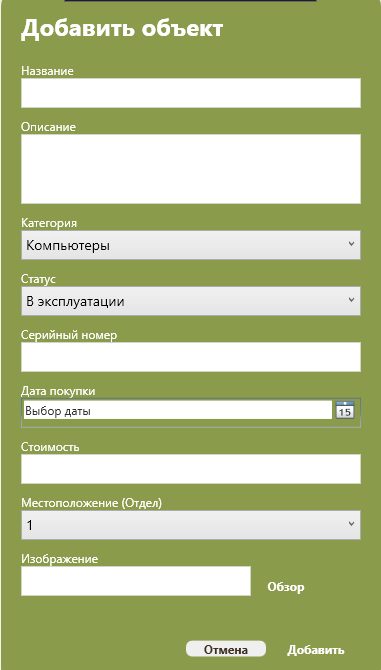 Добавить объект
Название
Описание
Категория
Компьютеры
Статус
В эксплуатации
Серийный номер
Дата покупки
Выбор даты
15
Стоимость
Местоположение (Отдел)
1
Изображение
Обзор
Отмена
Добавить